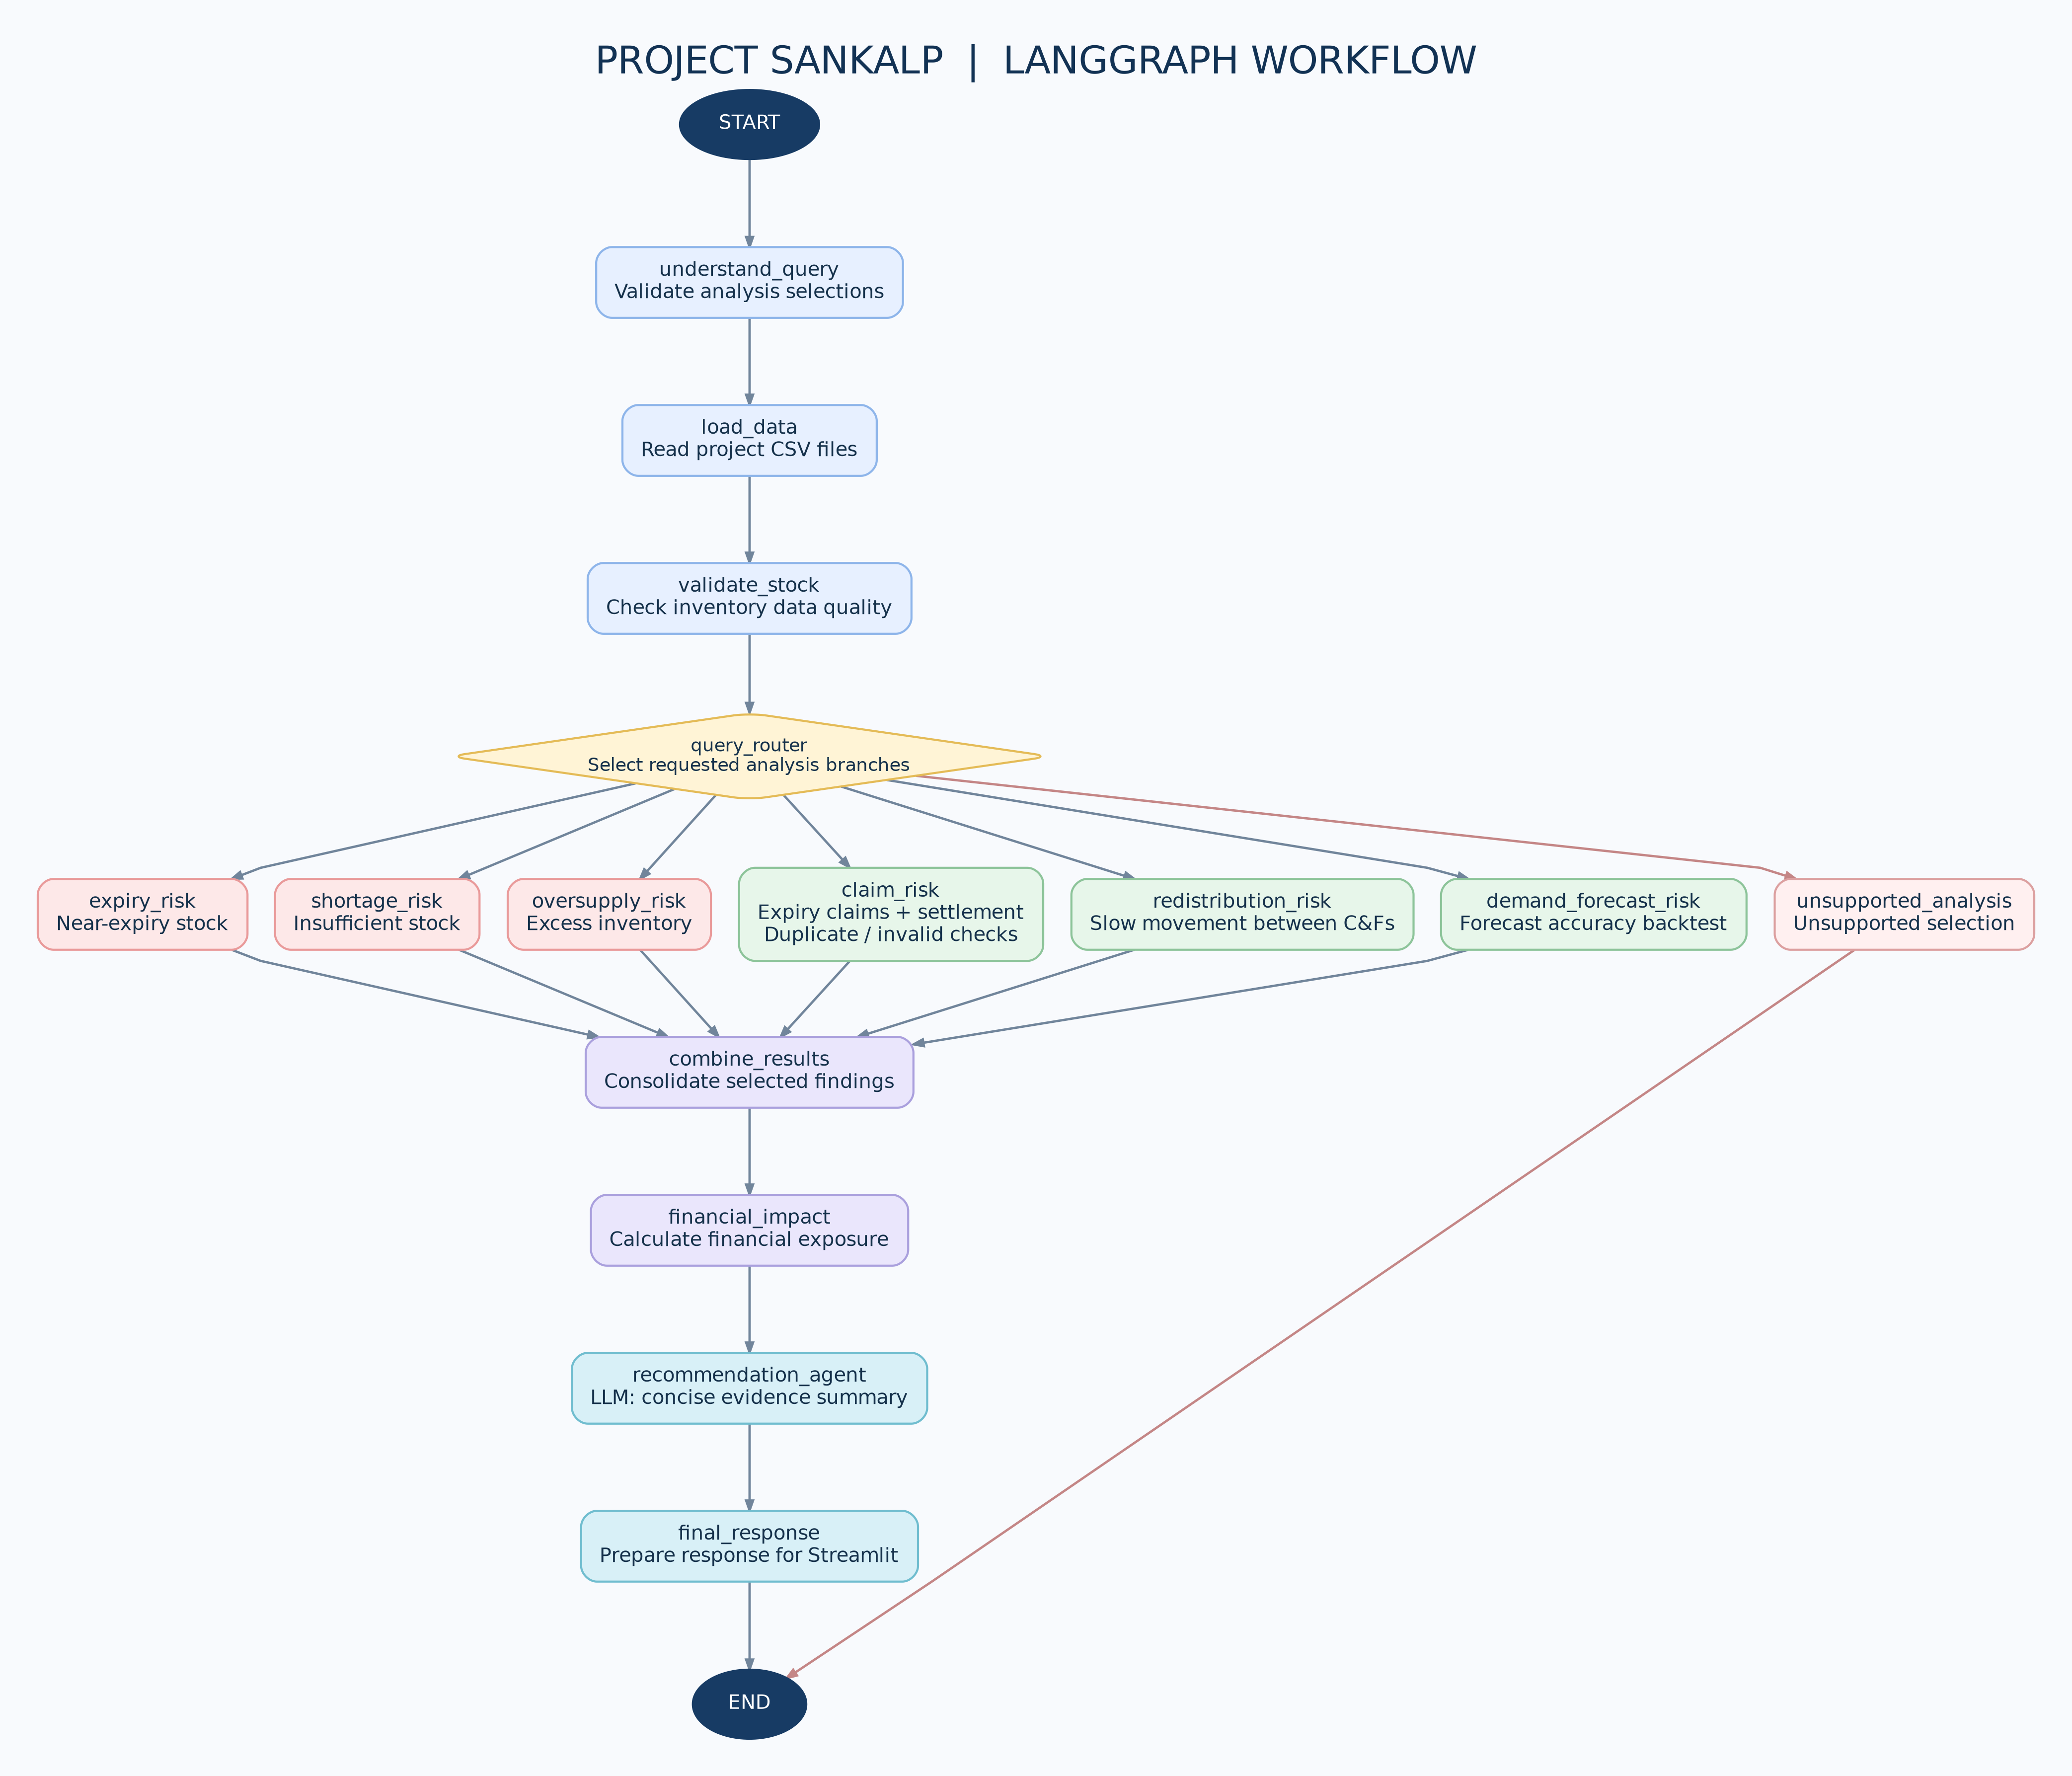 PROJECT SANKALP | LANGGRAPH WORKFLOW
START
understand_query
Validate analysis selections
load_data
Read project CSV files
validate_stock
Check inventory data quality
query_router
Select requested analysis branches
expiry_risk
Near-expiry stock
shortage_risk
Insufficient stock
oversupply_risk
Excess inventory
claim_risk
Expiry claims + settlement
Duplicate / invalid checks
redistribution_risk
Slow movement between C&Fs
demand_forecast_risk
Forecast accuracy backtest
unsupported_analysis
Unsupported selection
combine_results
Consolidate selected findings
financial_impact
Calculate financial exposure
recommendation_agent
LLM: concise evidence summary
final_response
Prepare response for Streamlit
END